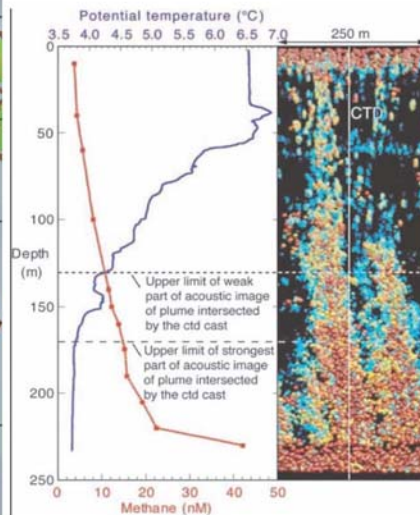 Potential temperature (°C)
3.5 4.0 4.5 5.0 5.5 6.0 6.5 7.0
250 m
0
50
100
Depth
(m)
150
200
250
CTD
Upper limit of weak
part of acoustic image
of plume intersected
by the ctd cast
Upper limit of strongest
part of acoustic image
of plume intersected
by the ctd cast
0 10 20 30 40 50
Methane (nM)